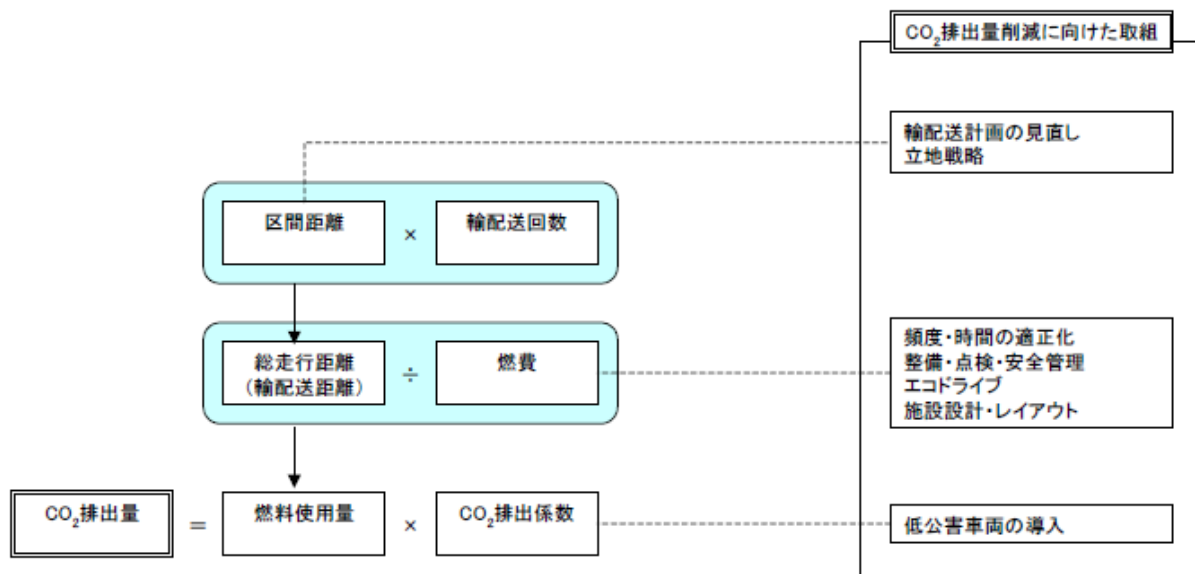 CO₂排出量削減に向けた取組
輸配送計画の見直し
立地戦略
区間距離
×
輸配送回数
総走行距離
(輸配送距離)
÷
燃費
頻度・時間の適正化
整備・点検・安全管理
エコドライブ
施設設計・レイアウト
CO₂排出量
=
燃料使用量
×
CO₂排出係数
低公害車両の導入